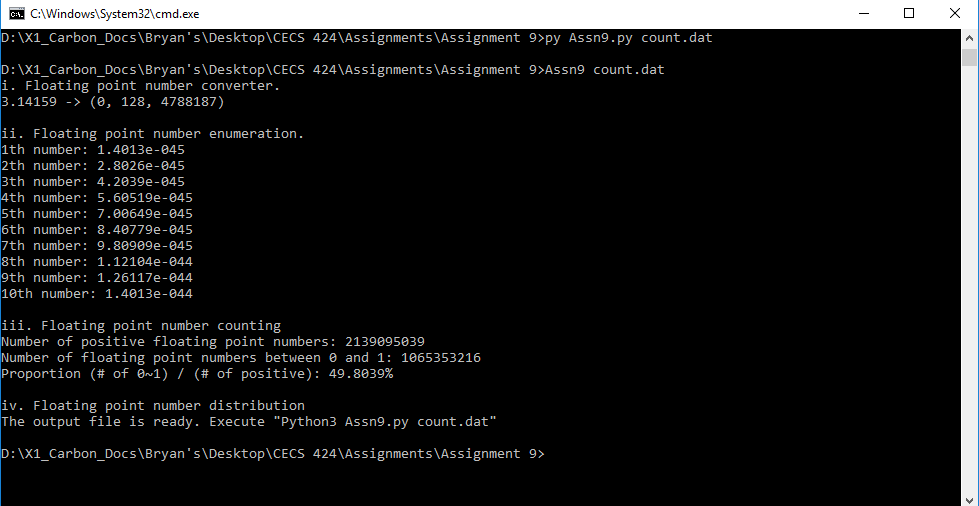 C:\Windows\System32\cmd.exe
D:\X1_Carbon_Docs\Bryan's\Desktop\CECS 424\Assignments\Assignment 9>py Assn9.py count.dat
D:\X1_Carbon_Docs\Bryan's\Desktop\CECS 424\Assignments\Assignment 9>Assn9 count.dat
i. Floating point number converter.
3.14159 -> (0, 128, 4788187)
ii. Floating point number enumeration.
1th number: 1.4013e-045
2th number: 2.8026e-045
3th number: 4.2039e-045
4th number: 5.60519e-045
5th number: 7.00649e-045
6th number: 8.40779e-045
7th number: 9.80909e-045
8th number: 1.12104e-044
9th number: 1.26117e-044
10th number: 1.4013e-044
iii. Floating point number counting
Number of positive floating point numbers: 2139095039
Number of floating point numbers between 0 and 1: 1065353216
Proportion (# of 0~1) / (# of positive): 49.8039%
iv. Floating point number distribution
The output file is ready. Execute "Python3 Assn9.py count.dat"
D:\X1_Carbon_Docs\Bryan's\Desktop\CECS 424\Assignments\Assignment 9>